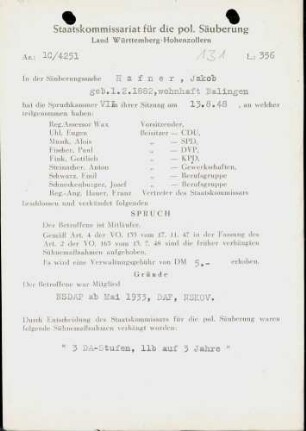 Staatskommissariat für die pol. Säuberung
Land Württemberg-Hohenzollern
Az.: 10/4251 131 L: 356
In der Säuberungssache Hafner, Jakob
geb.1.2.1882, wohnhaft Balingen
hat die Spruchkammer VII in ihrer Sitzung am 13.8.48, an welcher
teilgenommen haben:
Reg. Assessor Wax Vorsitzender,
Uhl, Eugen Beisitzer — CDU,
Munk, Alois „ — SPD,
Fischer, Paul „ — DVP,
Fink, Gottlieb „ — KPD,
Steimather, Anton „ — Gewerkschaften,
Schwarz, Emil „ — Berufsgruppe
Schneckenburger, Josef „ — Berufsgruppe
Reg.-Ang. Hauer, Franz Vertreter des Staatskommissars
beschlossen und verkündet folgenden
SPRUCH
Der Betroffene ist Mitläufer.
Gemäß Art. 4 der VO. 133 vom 17. 11. 47 in der Fassung des
Art. 2 der VO. 165 vom 13. 7. 48 sind die früher verhängten
Sühnemaßnahmen aufgehoben.
Es wird eine Verwaltungsgebühr von DM 5,- erhoben.
Gründe
Der Betroffene war Mitglied
NSDAP ab Mai 1933, DAF, NSKOV.
Durch Entscheidung des Staatskommissars für die pol. Säuberung waren
folgende Sühnemaßnahmen verhängt worden:
" 3 DA-Stufen, 11b auf 3 Jahre "